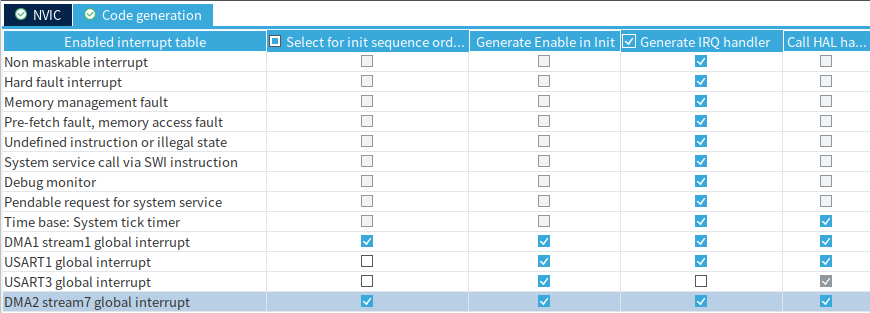 NVIC Code generation
Enabled interrupt table Select for init sequence ord... Generate Enable in Init Generate IRQ handler Call HAL ha...
Non maskable interrupt
Hard fault interrupt
Memory management fault
Pre-fetch fault, memory access fault
Undefined instruction or illegal state
System service call via SWI instruction
Debug monitor
Pendable request for system service
Time base: System tick timer
DMA1 stream1 global interrupt
USART1 global interrupt
USART3 global interrupt
DMA2 stream7 global interrupt